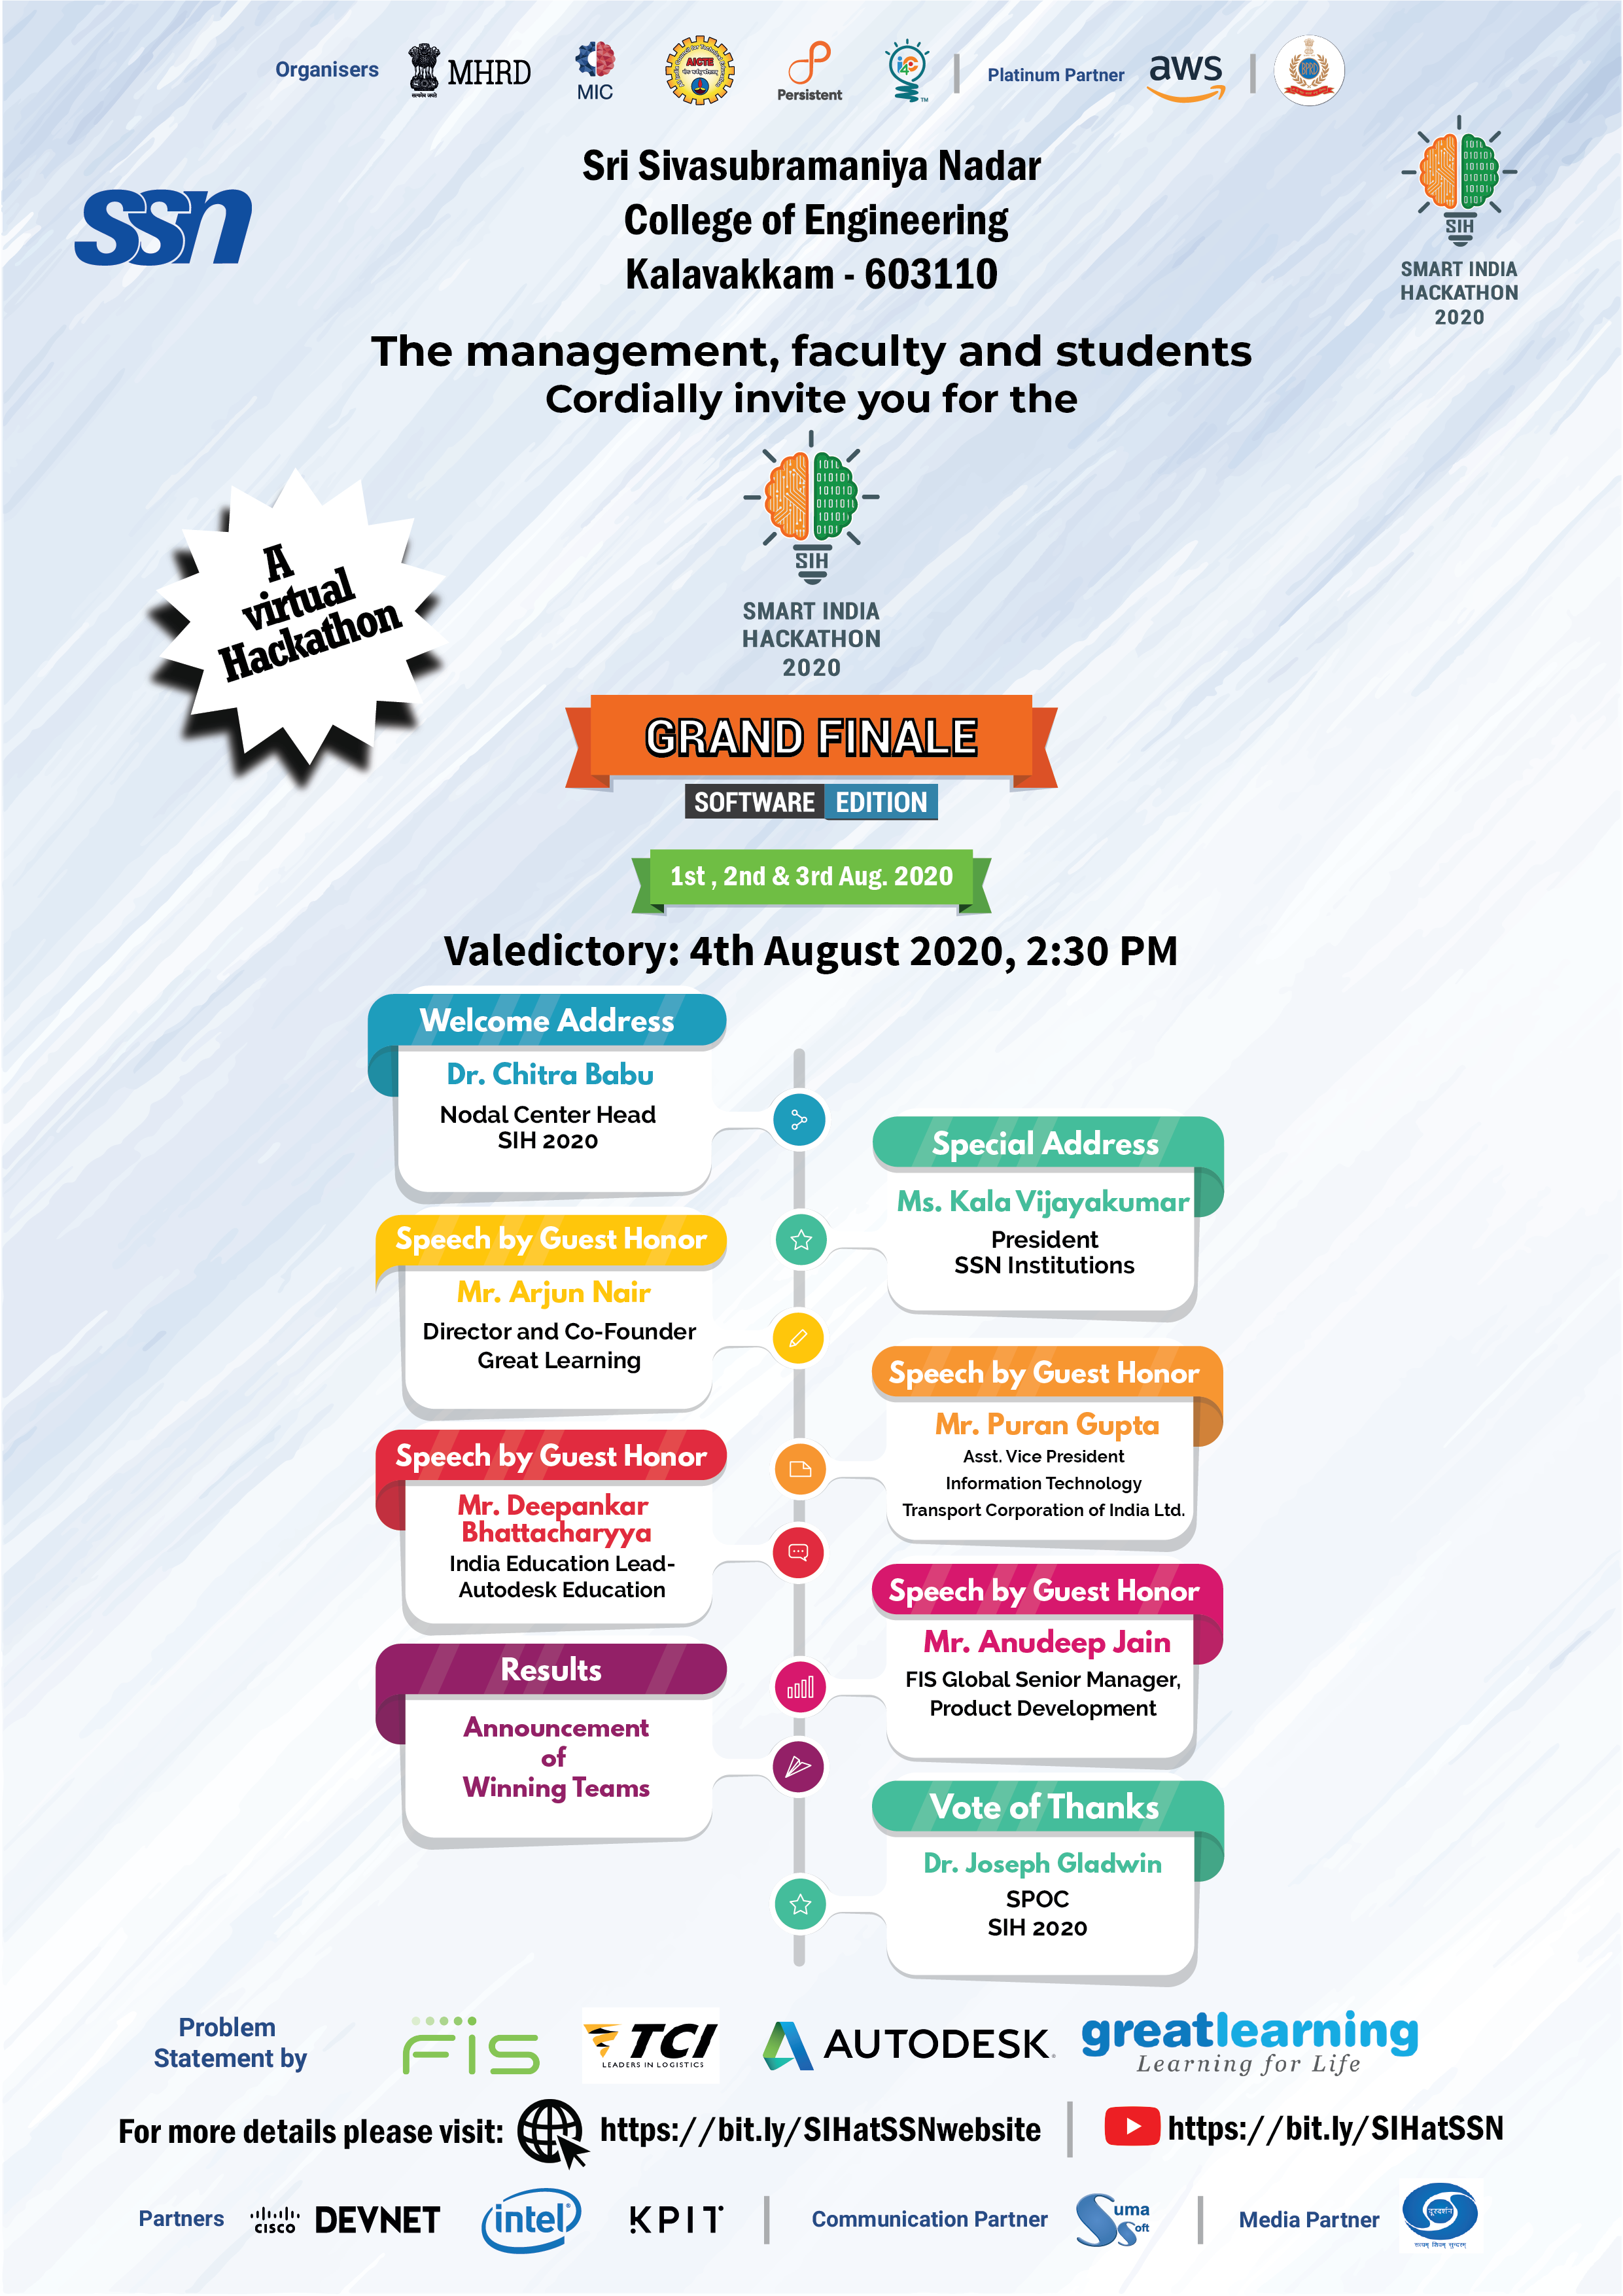 Organisers
MHRD
MIC
AICTE
Persistent
Platinum Partner
aws
BPRD
ssn
Sri Sivasubramaniya Nadar
College of Engineering
Kalavakkam - 603110
SIH
SMART INDIA
HACKATHON
2020
The management, faculty and students
Cordially invite you for the
SIH
SMART INDIA
HACKATHON
2020
A
virtual
Hackathon
GRAND FINALE
SOFTWARE EDITION
1st , 2nd & 3rd Aug. 2020
Valedictory: 4th August 2020, 2:30 PM
Welcome Address
Dr. Chitra Babu
Nodal Center Head
SIH 2020
Special Address
Ms. Kala Vijayakumar
President
SSN Institutions
Speech by Guest Honor
Mr. Arjun Nair
Director and Co-Founder
Great Learning
Speech by Guest Honor
Mr. Puran Gupta
Asst. Vice President
Information Technology
Transport Corporation of India Ltd.
Speech by Guest Honor
Mr. Deepankar
Bhattacharyya
India Education Lead-
Autodesk Education
Speech by Guest Honor
Mr. Anudeep Jain
FIS Global Senior Manager,
Product Development
Results
Announcement
of
Winning Teams
Vote of Thanks
Dr. Joseph Gladwin
SPOC
SIH 2020
Problem
Statement by
FIS
TCI
LEADERS IN LOGISTICS
AUTODESK
greatlearning
Learning for Life
For more details please visit: https://bit.ly/SIHatSSNwebsite https://bit.ly/SIHatSSN
Partners
CISCO DEVNET
intel
KPIT
Communication Partner
Suma
Soft
Media Partner
दूरदर्शन
सत्यम् शिवम् सुन्दरम्